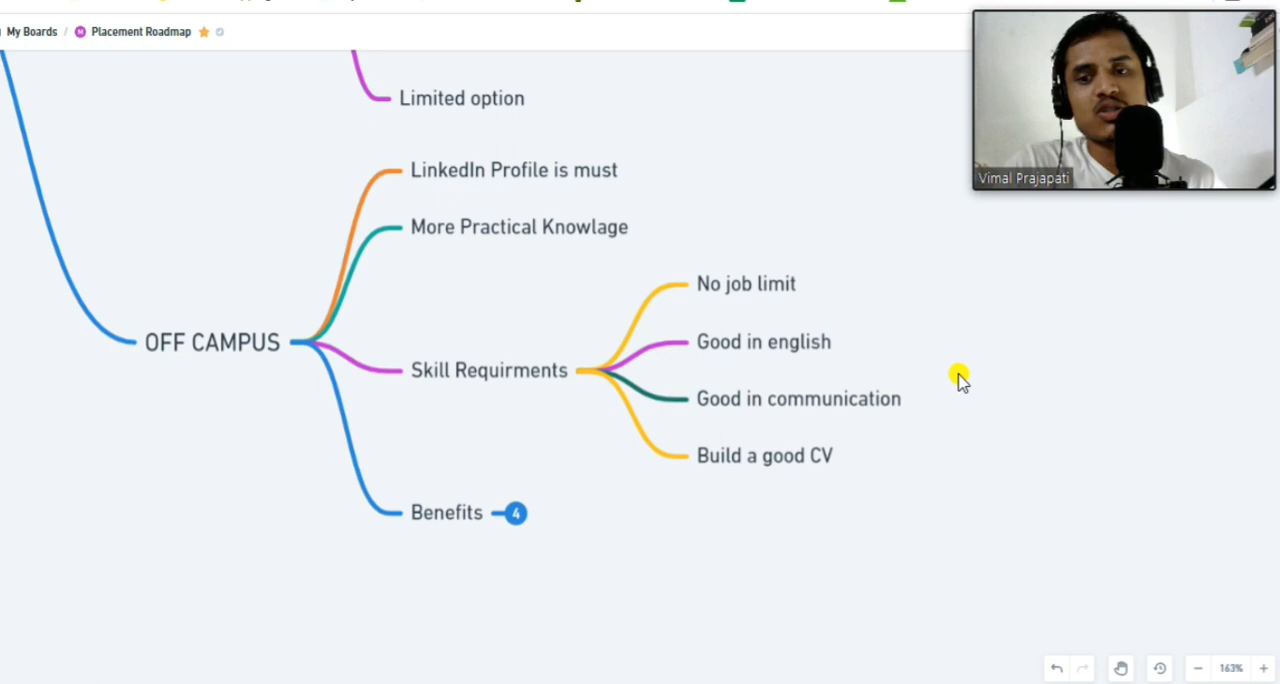 My Boards / M Placement Roadmap
Vimal Prajapati
Limited option
LinkedIn Profile is must
More Practical Knowlage
No job limit
OFF CAMPUS
Good in english
Skill Requirments
Good in communication
Build a good CV
Benefits 4
163%